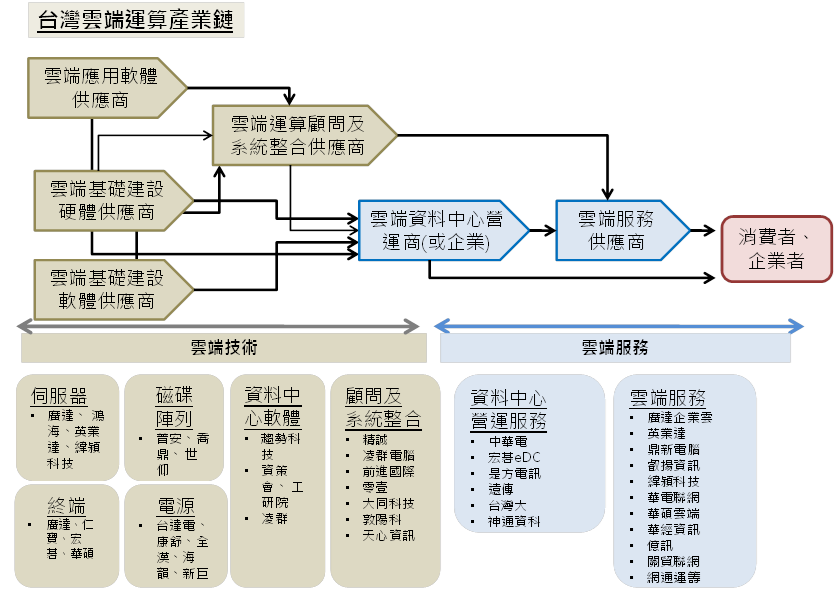 台灣雲端運算產業鏈
雲端應用軟體
供應商
雲端運算顧問及
系統整合供應商
雲端基礎建設
硬體供應商
雲端資料中心營
運商(或企業)
雲端服務
供應商
消費者、
企業者
雲端基礎建設
軟體供應商
雲端技術
雲端服務
伺服器
▪ 廣達、鴻
海、英業
達、緯穎
科技
磁碟
陣列
▪ 普安、喬
鼎、世
仰
資料中
心軟體
▪ 趨勢科
技
▪ 資策
會、工
研院
▪ 凌群
顧問及
系統整合
▪ 精誠
▪ 凌群電腦
▪ 前進國際
▪ 零壹
▪ 大同科技
▪ 敦陽科
▪ 天心資訊
資料中心
營運服務
▪ 中華電
▪ 宏碁eDC
▪ 是方電訊
▪ 遠傳
▪ 台灣大
▪ 神通資科
雲端服務
▪ 廣達企業雲
▪ 英業達
▪ 鼎新電腦
▪ 叡揚資訊
▪ 緯穎科技
▪ 華電聯網
▪ 華碩雲端
▪ 華經資訊
▪ 億訊
▪ 關貿聯網
▪ 網通運籌
終端
▪ 廣達、仁
寶、宏
碁、華碩
電源
▪ 台達電、
康舒、全
漢、海
韻、新巨